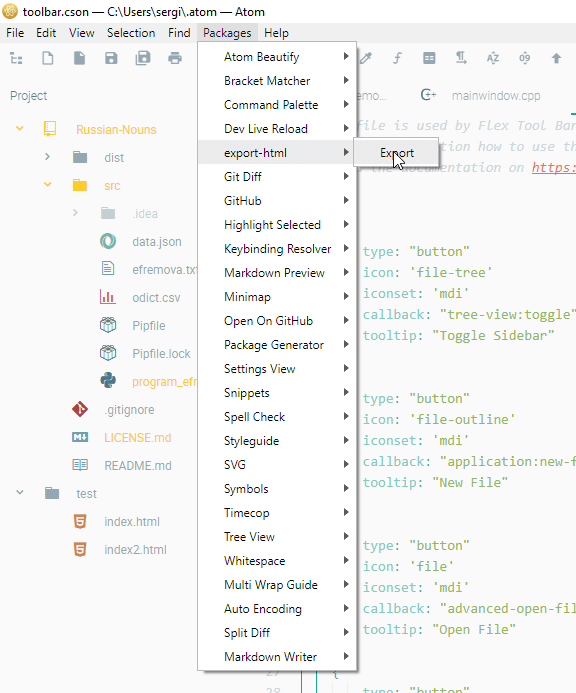 toolbar.cson — C:\Users\sergi\.atom — Atom
File Edit View Selection Find Packages Help
Project
mainwindow.cpp
Russian-Nouns
dist
src
.idea
data.json
efremova.txt
odict.csv
Pipfile
Pipfile.lock
program_efr
.gitignore
LICENSE.md
README.md
test
index.html
index2.html
Atom Beautify
Bracket Matcher
Command Palette
Dev Live Reload
export-html
Git Diff
GitHub
Highlight Selected
Keybinding Resolver
Markdown Preview
Minimap
Open On GitHub
Package Generator
Settings View
Snippets
Spell Check
Styleguide
SVG
Symbols
Timecop
Tree View
Whitespace
Multi Wrap Guide
Auto Encoding
Split Diff
Markdown Writer
Export
file is used by Flex Tool Bar
tion how to use th
the documentation on https:
type: "button"
icon: 'file-tree'
iconset: 'mdi'
callback: "tree-view:toggle"
tooltip: "Toggle Sidebar"
type: "button"
icon: 'file-outline'
iconset: 'mdi'
callback: "application:new-f
tooltip: "New File"
type: "button"
icon: 'file'
iconset: 'mdi'
callback: "advanced-open-fil
tooltip: "Open File"
27 {
28 type: "button"